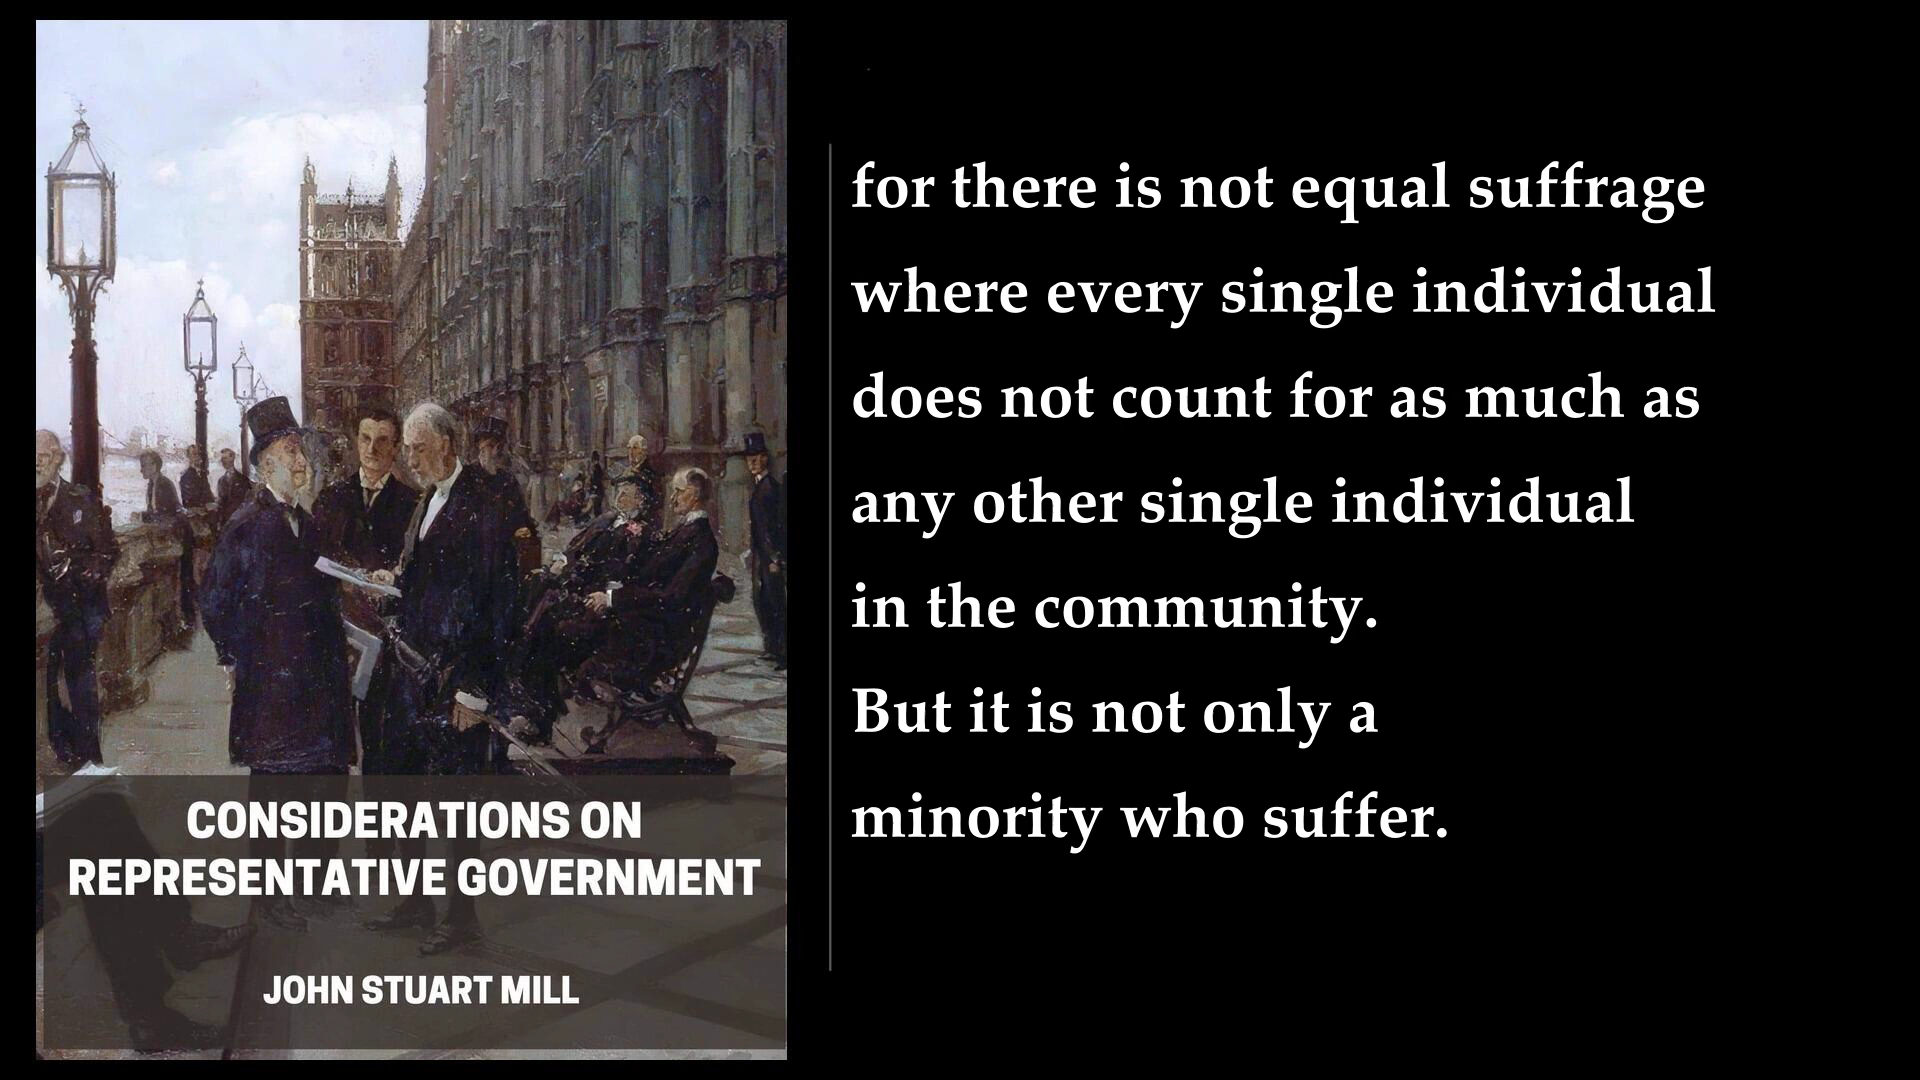 CONSIDERATIONS ON
REPRESENTATIVE GOVERNMENT
JOHN STUART MILL
for there is not equal suffrage
where every single individual
does not count for as much as
any other single individual
in the community.
But it is not only a
minority who suffer.